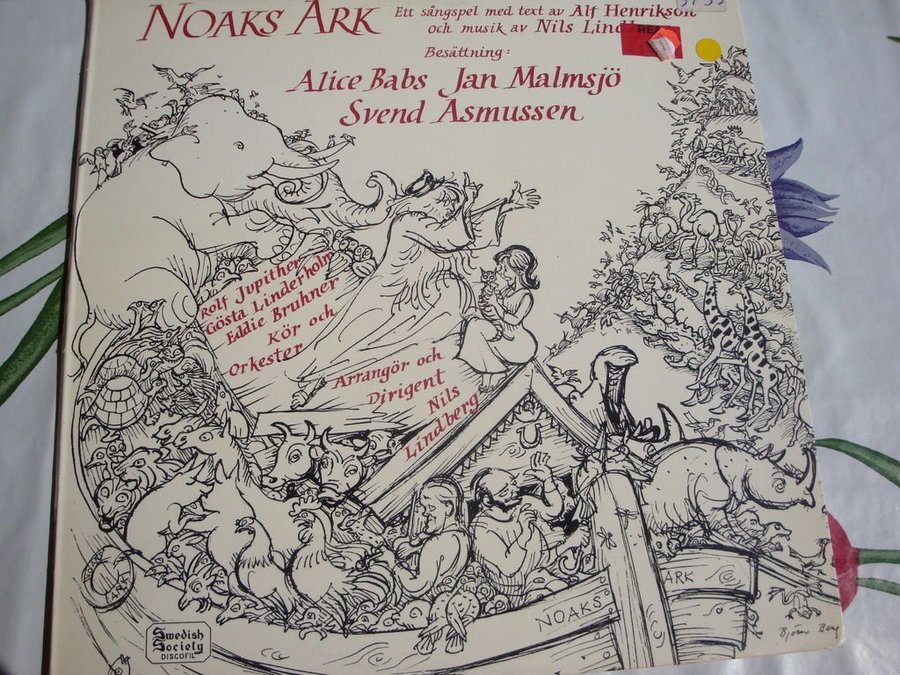 NOAKS ARK
Ett sångspel med text av Alf Henrikson
och musik av Nils
Besättning:
Alice Babs Jan Malmsjö
Svend Asmussen
Rolf Jupither
Gösta Linderholm
Eddie Bruhner
Kör och
Orkester
Arrangör och
Dirigent
Nils
Lindberg
NOAKS ARK
Björn Berg
Swedish
Society
DISCOFIL